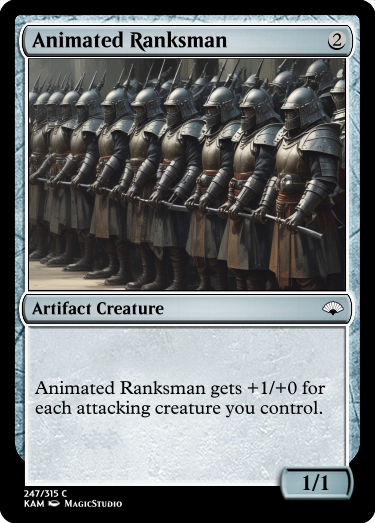 Animated Ranksman 2
Artifact Creature
Animated Ranksman gets +1/+0 for
each attacking creature you control.
1/1
247/315 C
KAM MagicStudio